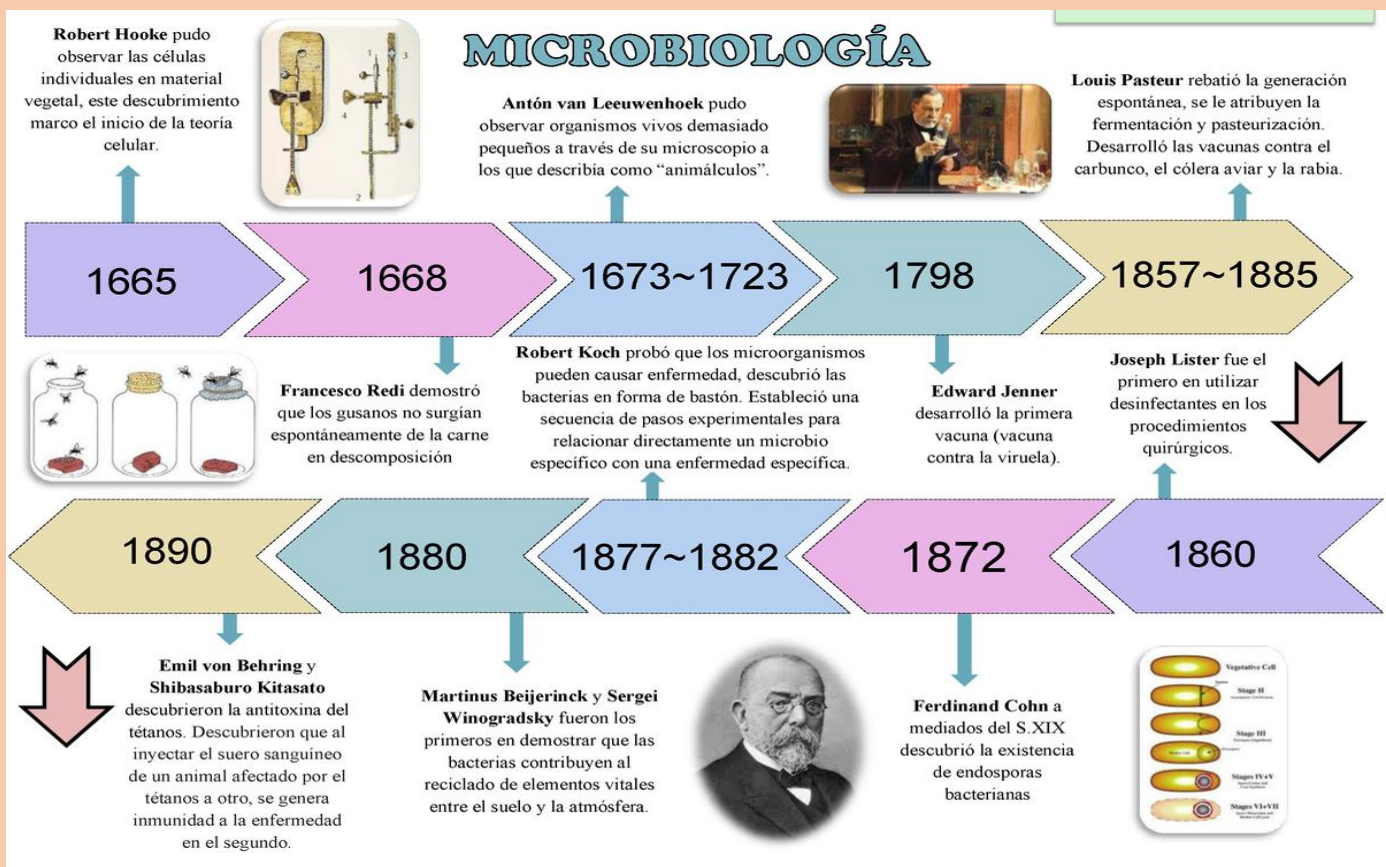 MICROBIOLOGÍA
Robert Hooke pudo
observar las células
individuales en material
vegetal, este descubrimiento
marco el inicio de la teoría
celular.
1
3
4
2
Antón van Leeuwenhoek pudo
observar organismos vivos demasiado
pequeños a través de su microscopio a
los que describía como “animálculos”.
Louis Pasteur rebatió la generación
espontánea, se le atribuyen la
fermentación y pasteurización.
Desarrolló las vacunas contra el
carbunco, el cólera aviar y la rabia.
1665
1668
1673~1723
1798
1857~1885
Francesco Redi demostró
que los gusanos no surgían
espontáneamente de la carne
en descomposición
Robert Koch probó que los microorganismos
pueden causar enfermedad, descubrió las
bacterias en forma de bastón. Estableció una
secuencia de pasos experimentales para
relacionar directamente un microbio
específico con una enfermedad específica.
Edward Jenner
desarrolló la primera
vacuna (vacuna
contra la viruela).
Joseph Lister fue el
primero en utilizar
desinfectantes en los
procedimientos
quirúrgicos.
1890
1880
1877~1882
1872
1860
Emil von Behring y
Shibasaburo Kitasato
descubrieron la antitoxina del
tétanos. Descubrieron que al
inyectar el suero sanguíneo
de un animal afectado por el
tétanos a otro, se genera
inmunidad a la enfermedad
en el segundo.
Martinus Beijerinck y Sergei
Winogradsky fueron los
primeros en demostrar que las
bacterias contribuyen al
reciclado de elementos vitales
entre el suelo y la atmósfera.
Ferdinand Cohn a
mediados del S.XIX
descubrió la existencia
de endosporas
bacterianas
Vegetative Cell
Stage II
Stage III
Stages IV+V
Stages VI+VII